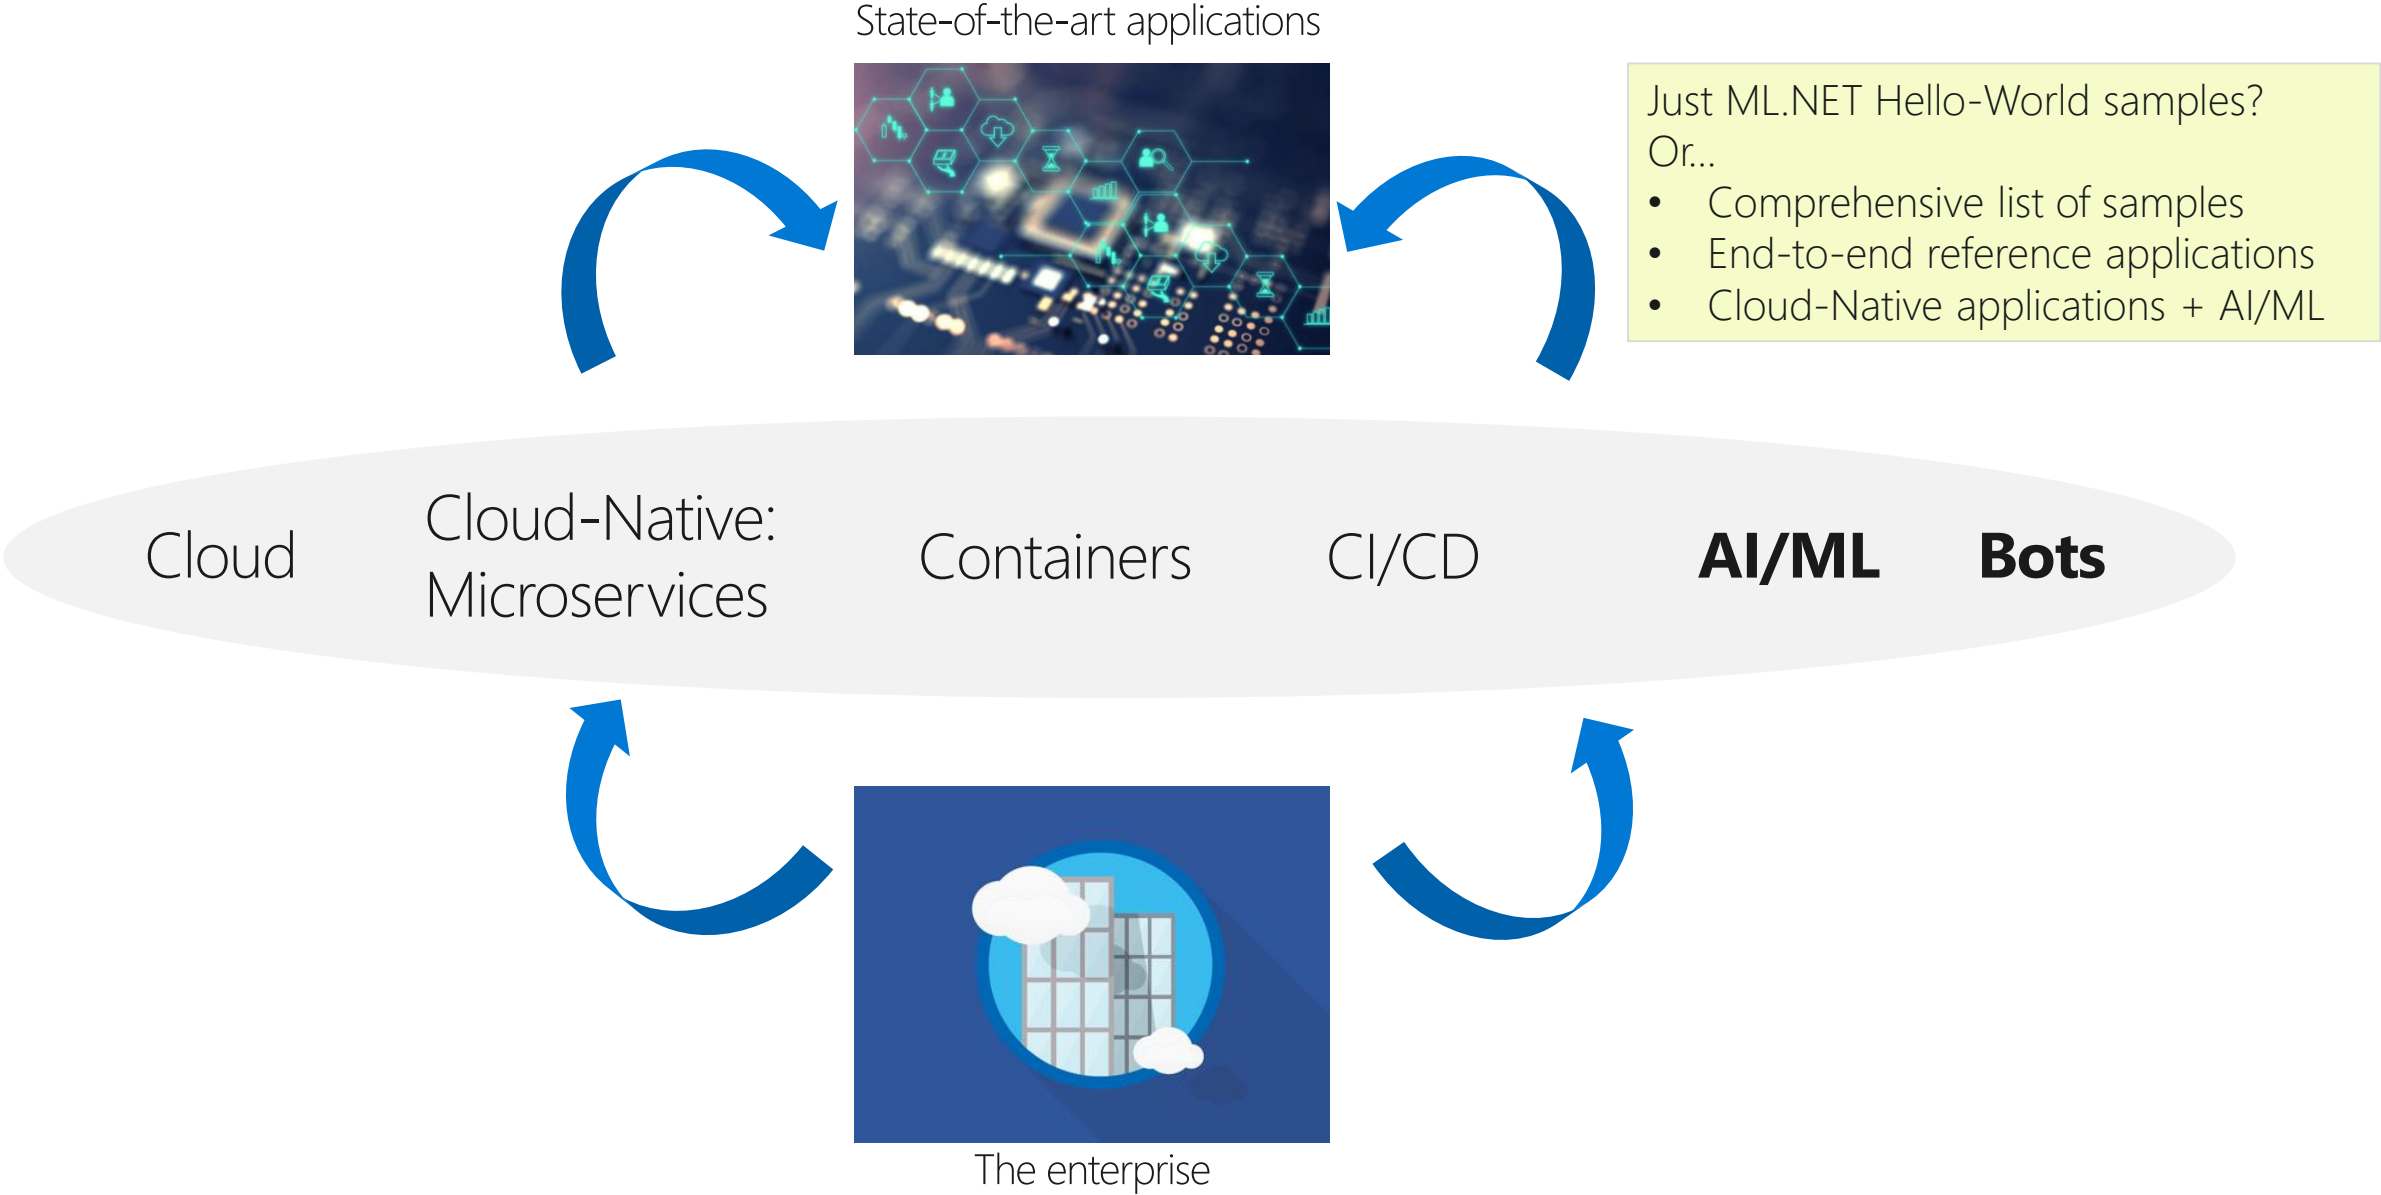 State-of-the-art applications
Just ML.NET Hello-World samples?
Or...
• Comprehensive list of samples
• End-to-end reference applications
• Cloud-Native applications + AI/ML
Cloud
Cloud-Native:
Microservices
Containers
CI/CD
AI/ML
Bots
The enterprise